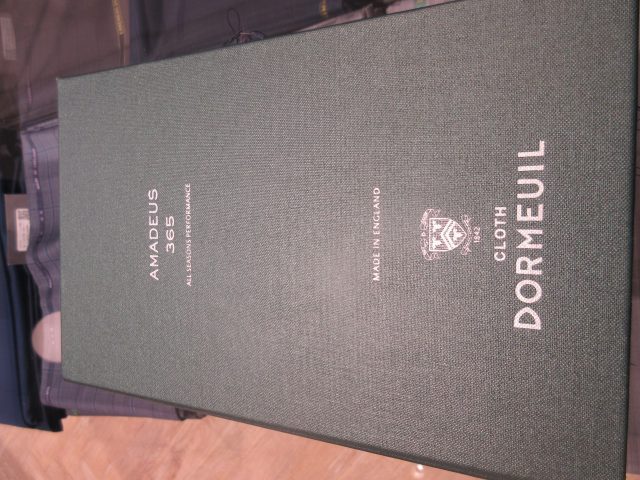 AMADEUS
365
ALL SEASONS PERFORMANCE
MADE IN ENGLAND
1842
CLOTH
DORMEUIL